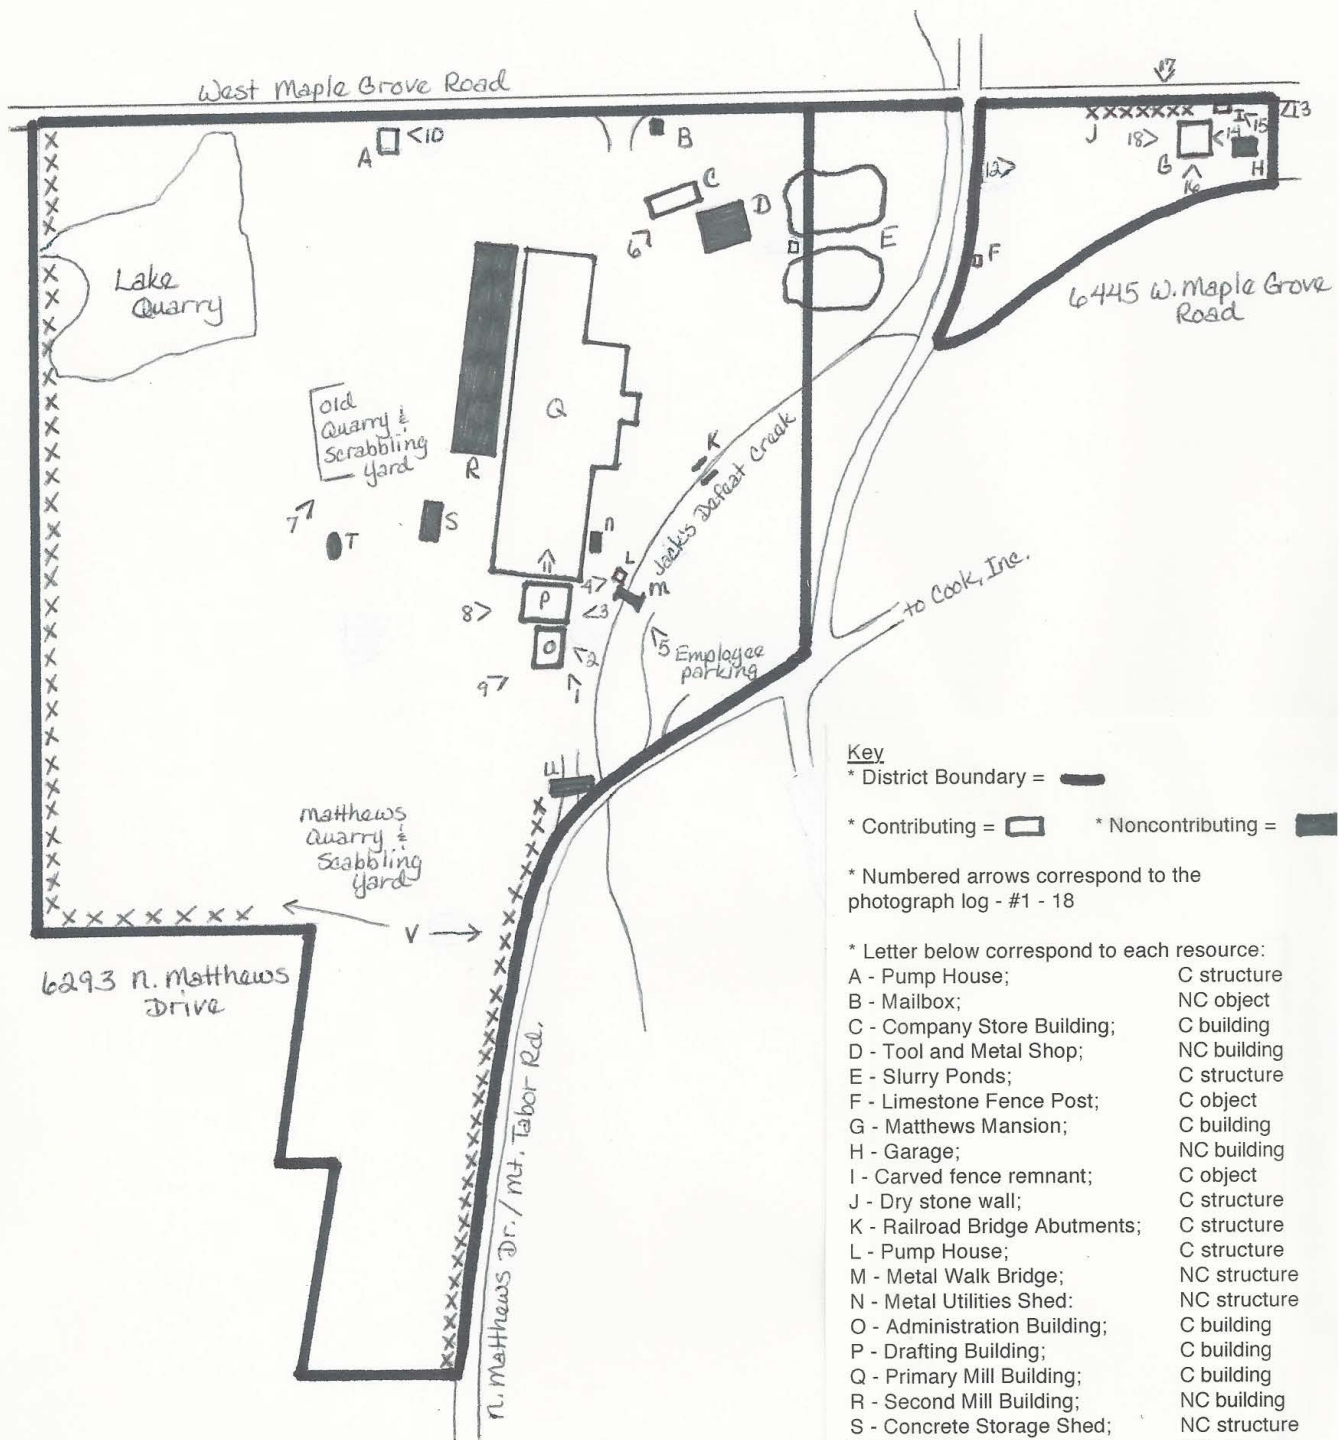 West Maple Grove Road
17
A
<10
B
J
18>
G
<14
I
15
13
H
16
C
D
12>
6>
E
F
6445 W. Maple Grove
Road
Lake
Quarry
Old
Quarry &
Scrabbling
Yard
Q
R
K
Jack's Defeat Creek
7>
T
S
n
11
L
4>
M
8>
P
<3
to Cook, Inc.
O
<2
5
Employee
parking
9>
1
U
Matthews
Quarry &
Scabbling
Yard
V
6293 N. Matthews
Drive
N. Matthews Dr. / Mt. Tabor Rd.
Key
* District Boundary =
* Contributing = * Noncontributing =
* Numbered arrows correspond to the
photograph log - #1 - 18
* Letter below correspond to each resource:
A - Pump House; C structure
B - Mailbox; NC object
C - Company Store Building; C building
D - Tool and Metal Shop; NC building
E - Slurry Ponds; C structure
F - Limestone Fence Post; C object
G - Matthews Mansion; C building
H - Garage; NC building
I - Carved fence remnant; C object
J - Dry stone wall; C structure
K - Railroad Bridge Abutments; C structure
L - Pump House; C structure
M - Metal Walk Bridge; NC structure
N - Metal Utilities Shed: NC structure
O - Administration Building; C building
P - Drafting Building; C building
Q - Primary Mill Building; C building
R - Second Mill Building; NC building
S - Concrete Storage Shed; NC structure